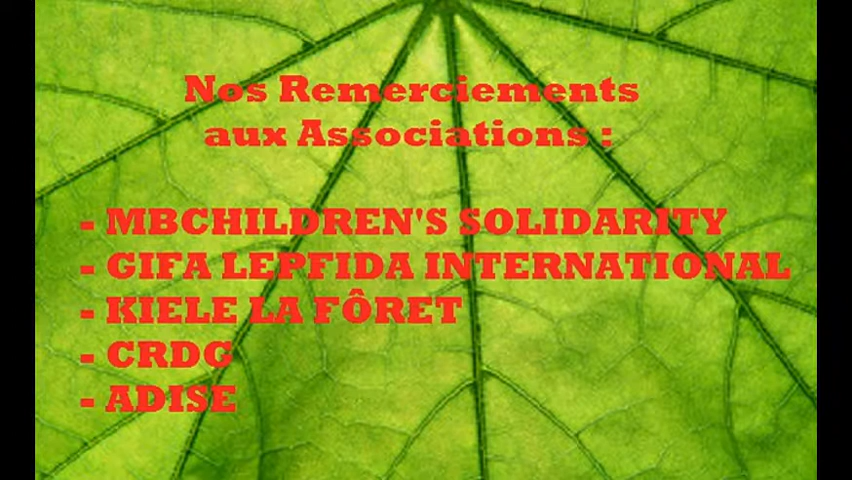 Nos Remerciements
aux Associations :
- MBCHILDREN'S SOLIDARITY
- GIFA LEPFIDA INTERNATIONAL
- KIELE LA FÔRET
- CRDG
- ADISE